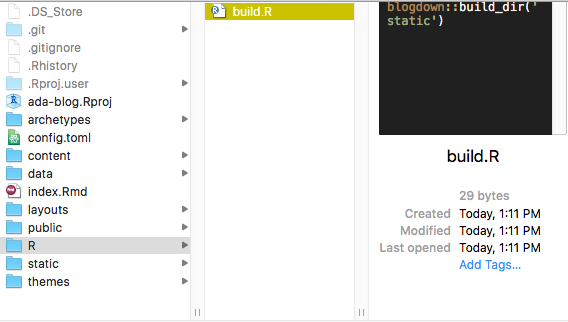 .DS_Store
.git
.gitignore
.Rhistory
.Rproj.user
ada-blog.Rproj
archetypes
config.toml
content
data
index.Rmd
layouts
public
R
static
themes
build.R
blogdown::build_dir('
static')
build.R
29 bytes
Created Today, 1:11 PM
Modified Today, 1:11 PM
Last opened Today, 1:11 PM
Add Tags...